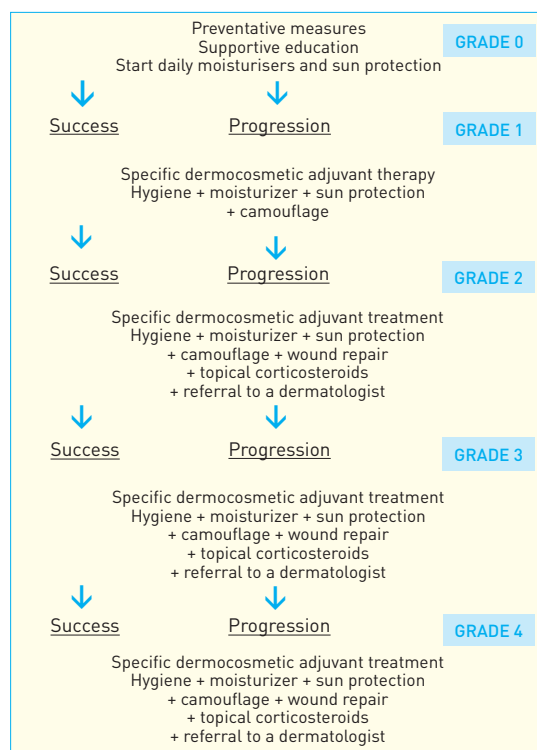 Preventative measures
Supportive education
Start daily moisturisers and sun protection
GRADE 0
Success Progression GRADE 1
Specific dermocosmetic adjuvant therapy
Hygiene + moisturizer + sun protection
+ camouflage
Success Progression GRADE 2
Specific dermocosmetic adjuvant treatment
Hygiene + moisturizer + sun protection
+ camouflage + wound repair
+ topical corticosteroids
+ referral to a dermatologist
Success Progression GRADE 3
Specific dermocosmetic adjuvant treatment
Hygiene + moisturizer + sun protection
+ camouflage + wound repair
+ topical corticosteroids
+ referral to a dermatologist
Success Progression GRADE 4
Specific dermocosmetic adjuvant treatment
Hygiene + moisturizer + sun protection
+ camouflage + wound repair
+ topical corticosteroids
+ referral to a dermatologist